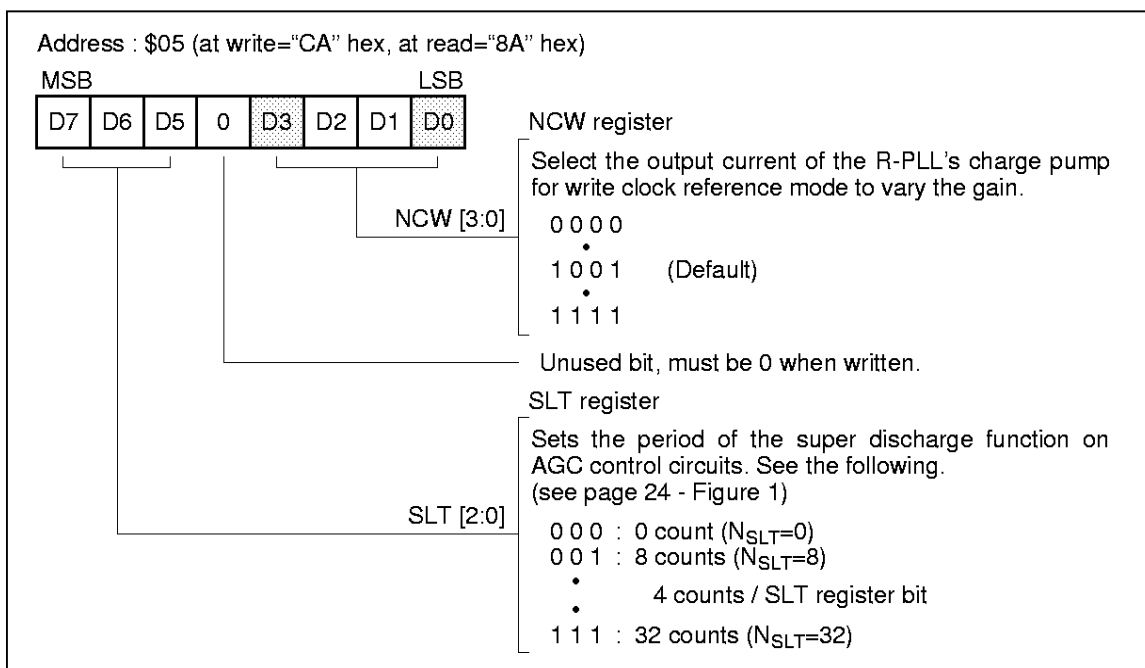 Address : $05 (at write=“CA” hex, at read=“8A” hex)
MSB LSB
D7 D6 D5 0 D3 D2 D1 D0
NCW register
Select the output current of the R-PLL's charge pump
for write clock reference mode to vary the gain.
NCW [3:0]
0 0 0 0
•
1 0 0 1 (Default)
•
1 1 1 1
Unused bit, must be 0 when written.
SLT register
Sets the period of the super discharge function on
AGC control circuits. See the following.
(see page 24 - Figure 1)
SLT [2:0]
0 0 0 : 0 count (NSLT=0)
0 0 1 : 8 counts (NSLT=8)
•
4 counts / SLT register bit
•
1 1 1 : 32 counts (NSLT=32)